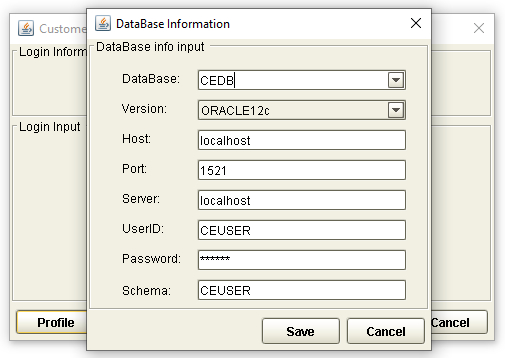 Custome
DataBase Information
Login Inform
DataBase info input
DataBase: CEDB
Version: ORACLE12c
Login Input
Host: localhost
Port: 1521
Server: localhost
UserID: CEUSER
Password: ******
Schema: CEUSER
Profile
Save
Cancel
Cancel